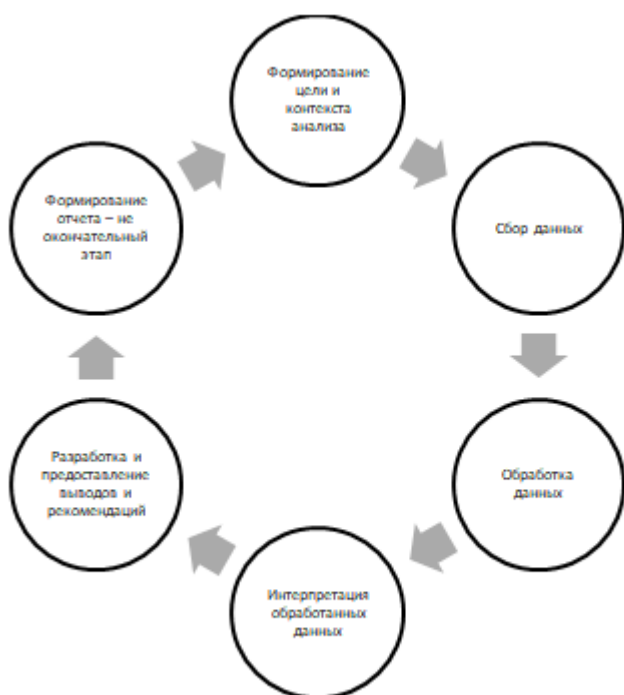 Формирование
цели и
контекста
анализа
Сбор данных
Обработка
данных
Интерпретация
обработанных
данных
Разработка и
предоставление
выводов и
рекомендаций
Формирование
отчета – не
окончательный
этап